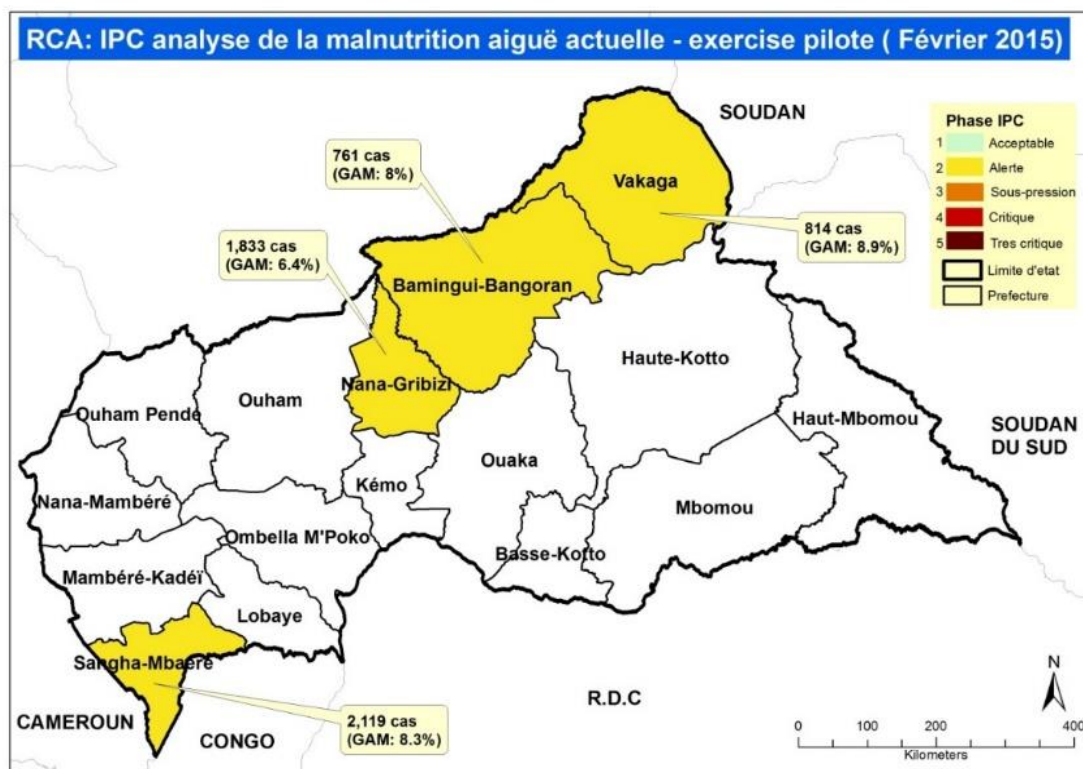 RCA: IPC analyse de la malnutrition aiguë actuelle - exercise pilote ( Février 2015)
SOUDAN
Phase IPC
1 Acceptable
2 Alerte
3 Sous-pression
4 Critique
5 Tres critique
Limite d'etat
Prefecture
761 cas
(GAM: 8%)
Vakaga
814 cas
(GAM: 8.9%)
1,833 cas
(GAM: 6.4%)
Bamingui-Bangoran
Haute-Kotto
Nana-Gribizi
Ouham
Ouham Pendé
Haut-Mbomou
SOUDAN
DU SUD
Ouaka
Kémo
Nana-Mambéré
Mbomou
Ombella M'Poko
Basse-Kotto
Mambéré-Kadéï
Lobaye
Sangha-Mbaéré
R.D.C
N
CAMEROUN
CONGO
2,119 cas
(GAM: 8.3%)
0 100 200 400
Kilometers